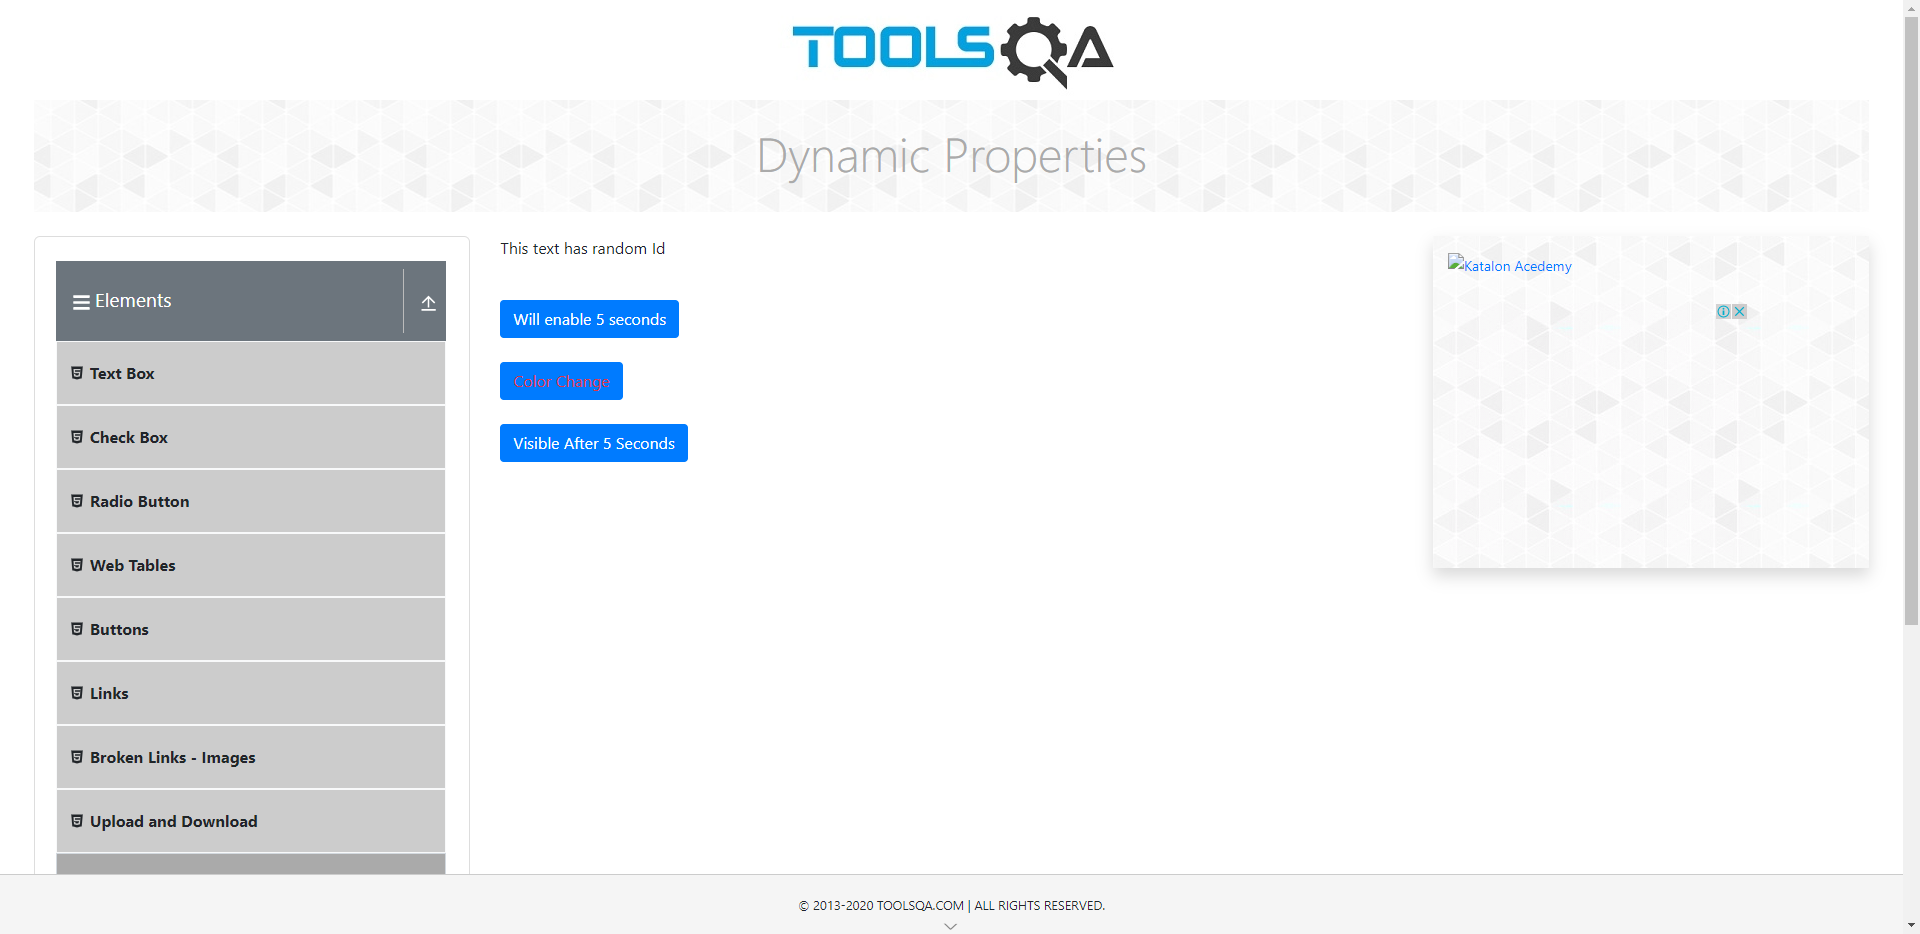 TOOLSQA
Dynamic Properties
Elements
Text Box
Check Box
Radio Button
Web Tables
Buttons
Links
Broken Links - Images
Upload and Download
This text has random Id
Will enable 5 seconds
Color Change
Visible After 5 Seconds
Katalon Acedemy
© 2013-2020 TOOLSQA.COM | ALL RIGHTS RESERVED.